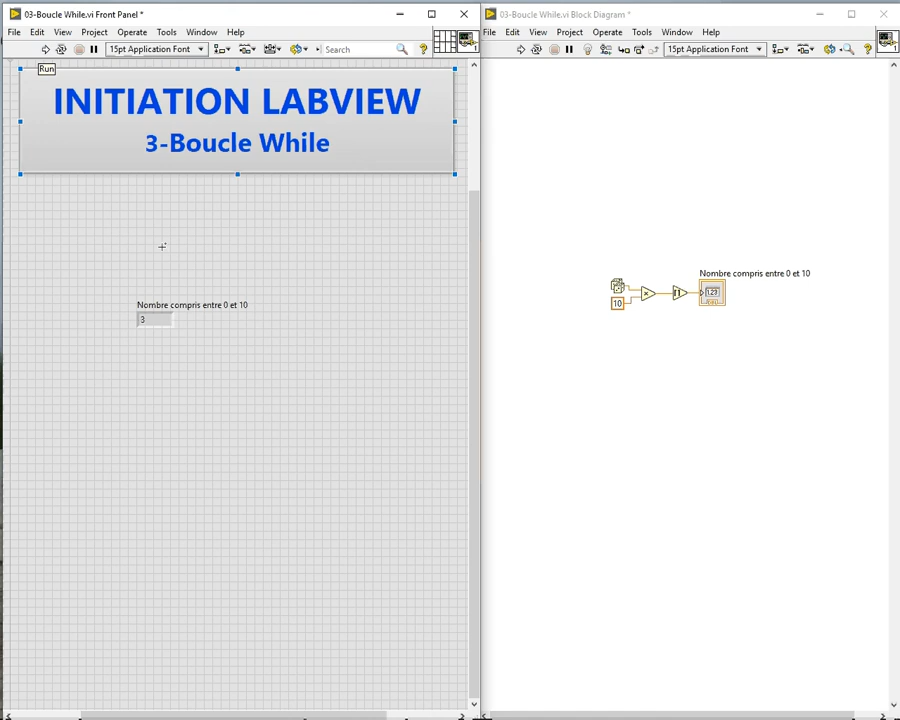 03-Boucle While.vi Front Panel *
File Edit View Project Operate Tools Window Help
15pt Application Font
Search
?
Run
INITIATION LABVIEW
3-Boucle While
Nombre compris entre 0 et 10
3
03-Boucle While.vi Block Diagram *
File Edit View Project Operate Tools Window Help
15pt Application Font
?
Nombre compris entre 0 et 10
10
1.23